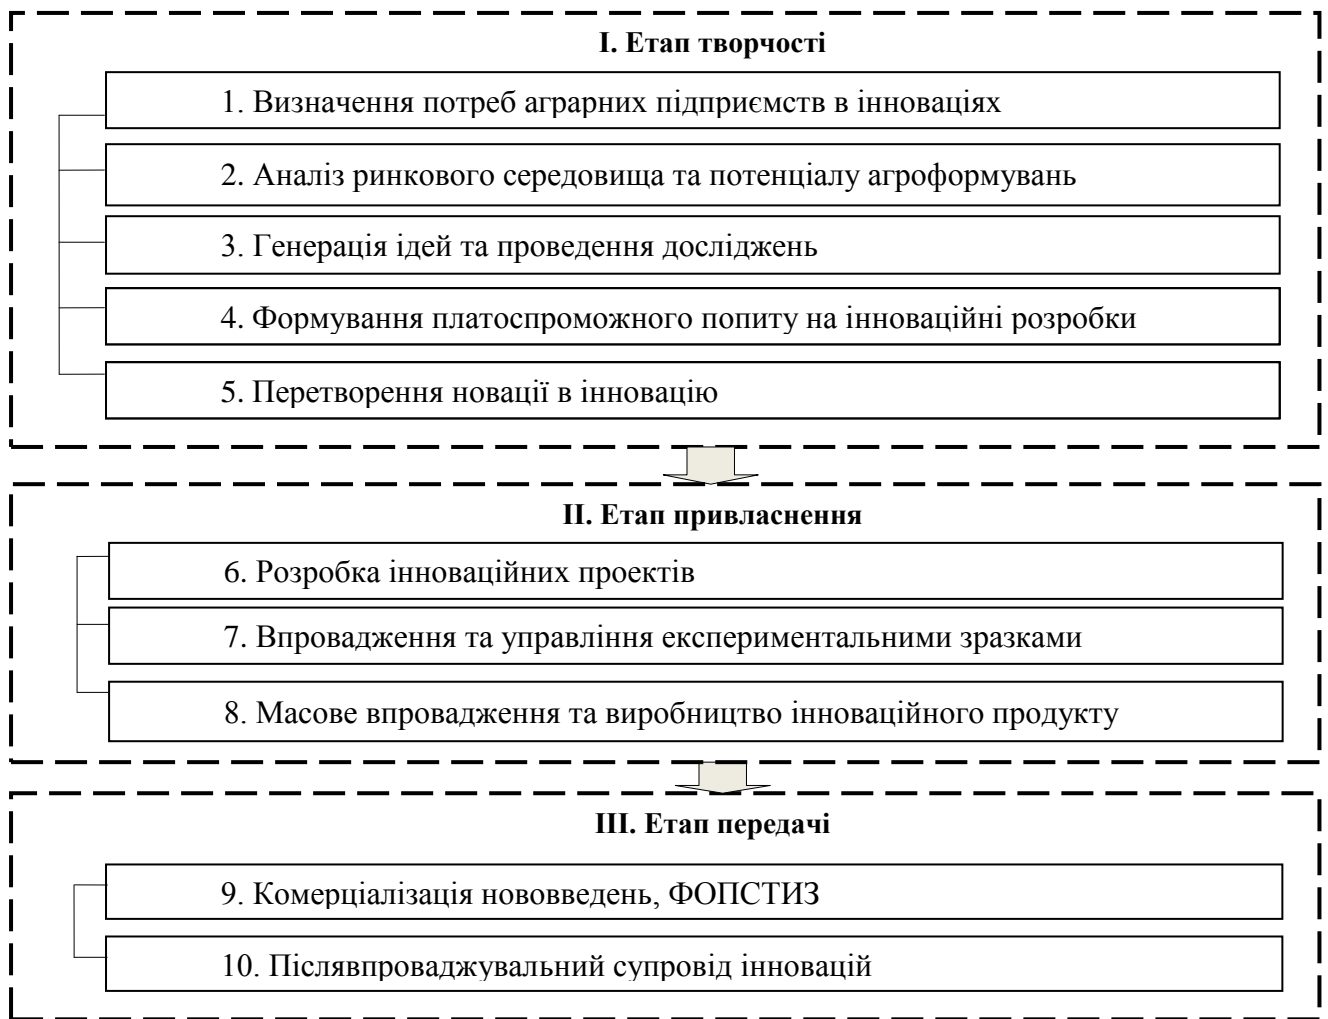 І. Етап творчості
1. Визначення потреб аграрних підприємств в інноваціях
2. Аналіз ринкового середовища та потенціалу агроформувань
3. Генерація ідей та проведення досліджень
4. Формування платоспроможного попиту на інноваційні розробки
5. Перетворення новації в інновацію
ІІ. Етап привласнення
6. Розробка інноваційних проектів
7. Впровадження та управління експериментальними зразками
8. Масове впровадження та виробництво інноваційного продукту
ІІІ. Етап передачі
9. Комерціалізація нововведень, ФОПСТИЗ
10. Післявпроваджувальний супровід інновацій